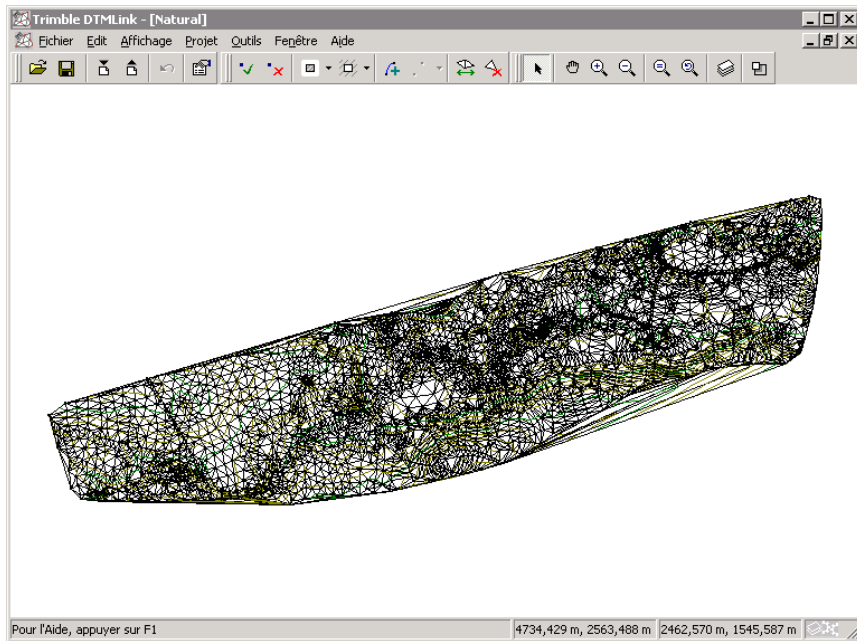 Trimble DTMLink - [Natural]
Fichier Edit Affichage Projet Outils Fenêtre Aide
Pour l'Aide, appuyer sur F1 4734,429 m, 2563,488 m 2462,570 m, 1545,587 m